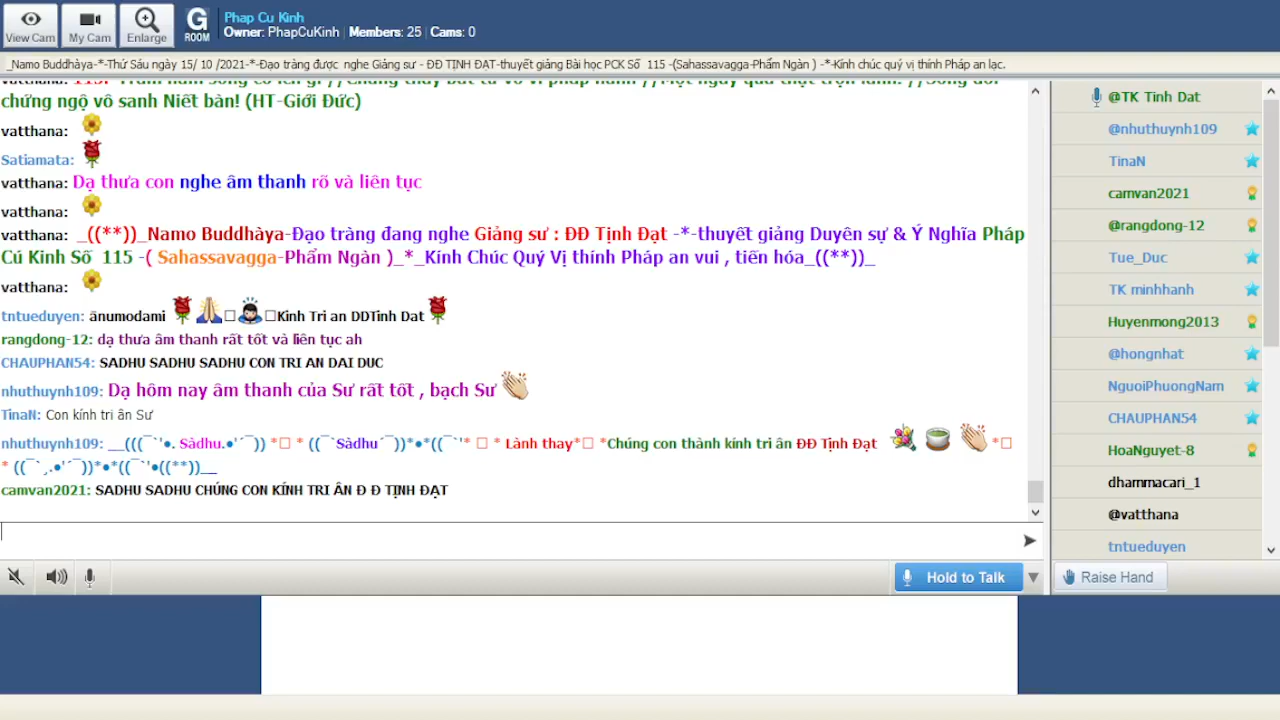 View Cam
My Cam
Enlarge
G
ROOM
Phap Cu Kinh
Owner: PhapCuKinh | Members: 25 | Cams: 0
_Namo Buddhàya-*-Thứ Sáu ngày 15/ 10 /2021-*-Đạo tràng được nghe Giảng sư - ĐĐ TỊNH ĐẠT-thuyết giảng Bài học PCK Số 115 -(Sahassavagga-Phẩm Ngàn ) -*-Kính chúc quý vị thính Pháp an lạc.
chứng ngộ vô sanh Niết bàn! (HT-Giới Đức)
vatthana:
Satiamata:
vatthana: Dạ thưa con nghe âm thanh rõ và liên tục
vatthana:
vatthana: _((**))_Namo Buddhàya-Đạo tràng đang nghe Giảng sư : ĐĐ Tịnh Đạt -*-thuyết giảng Duyên sự & Ý Nghĩa Pháp
Cú Kinh Số 115 -( Sahassavagga-Phẩm Ngàn )_*_Kính Chúc Quý Vị thính Pháp an vui , tiến hóa_((**))_
vatthana:
tntueduyen: ānumodami Kinh Tri an DDTinh Dat
rangdong-12: dạ thưa âm thanh rất tốt và liên tục ah
CHAUPHAN54: SADHU SADHU SADHU CON TRI AN DAI DUC
nhuthuynh109: Dạ hôm nay âm thanh của Sư rất tốt , bạch Sư
TinaN: Con kính tri ân Sư
nhuthuynh109: __(((¯`'•. Sàdhu.•'´¯)) *□ * ((¯`Sàdhu´¯))*•*((¯`'* □ * Lành thay*□ *Chúng con thành kính tri ân ĐĐ Tịnh Đạt *□
* ((¯`¸.•'´¯))*•*((¯`'•((**))__
camvan2021: SADHU SADHU CHÚNG CON KÍNH TRI ÂN Đ Đ TỊNH ĐẠT
Hold to Talk
@TK Tinh Dat
@nhuthuynh109
TinaN
camvan2021
@rangdong-12
Tue_Duc
TK minhhanh
Huyenmong2013
@hongnhat
NguoiPhuongNam
CHAUPHAN54
HoaNguyet-8
dhammacari_1
@vatthana
tntueduyen
Raise Hand